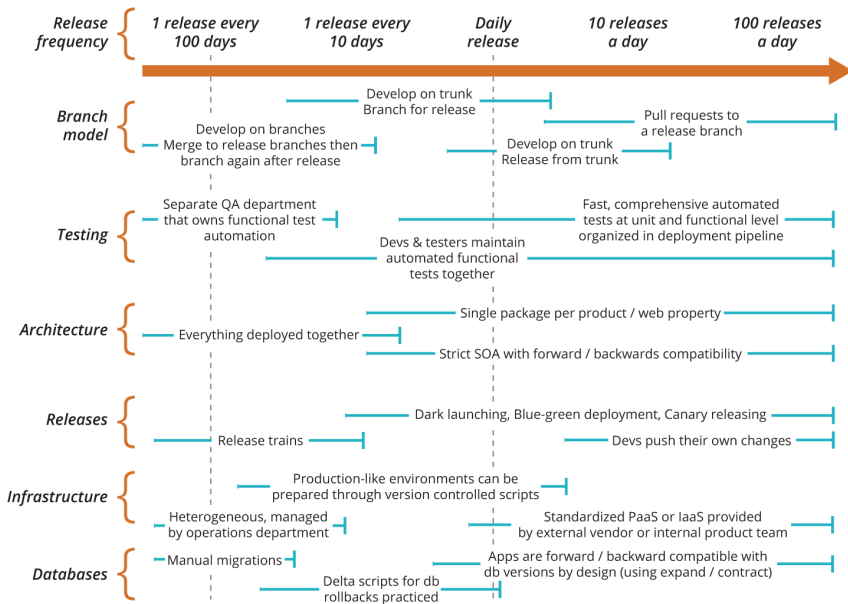 Release
frequency
1 release every
100 days
1 release every
10 days
Daily
release
10 releases
a day
100 releases
a day
Branch
model
Develop on trunk
Branch for release
Pull requests to
a release branch
Develop on branches
Merge to release branches then
branch again after release
Develop on trunk
Release from trunk
Testing
Separate QA department
that owns functional test
automation
Fast, comprehensive automated
tests at unit and functional level
organized in deployment pipeline
Devs & testers maintain
automated functional
tests together
Architecture
Single package per product / web property
Everything deployed together
Strict SOA with forward / backwards compatibility
Releases
Dark launching, Blue-green deployment, Canary releasing
Release trains
Devs push their own changes
Infrastructure
Production-like environments can be
prepared through version controlled scripts
Heterogeneous, managed
by operations department
Standardized PaaS or IaaS provided
by external vendor or internal product team
Databases
Manual migrations
Apps are forward / backward compatible with
db versions by design (using expand / contract)
Delta scripts for db
rollbacks practiced